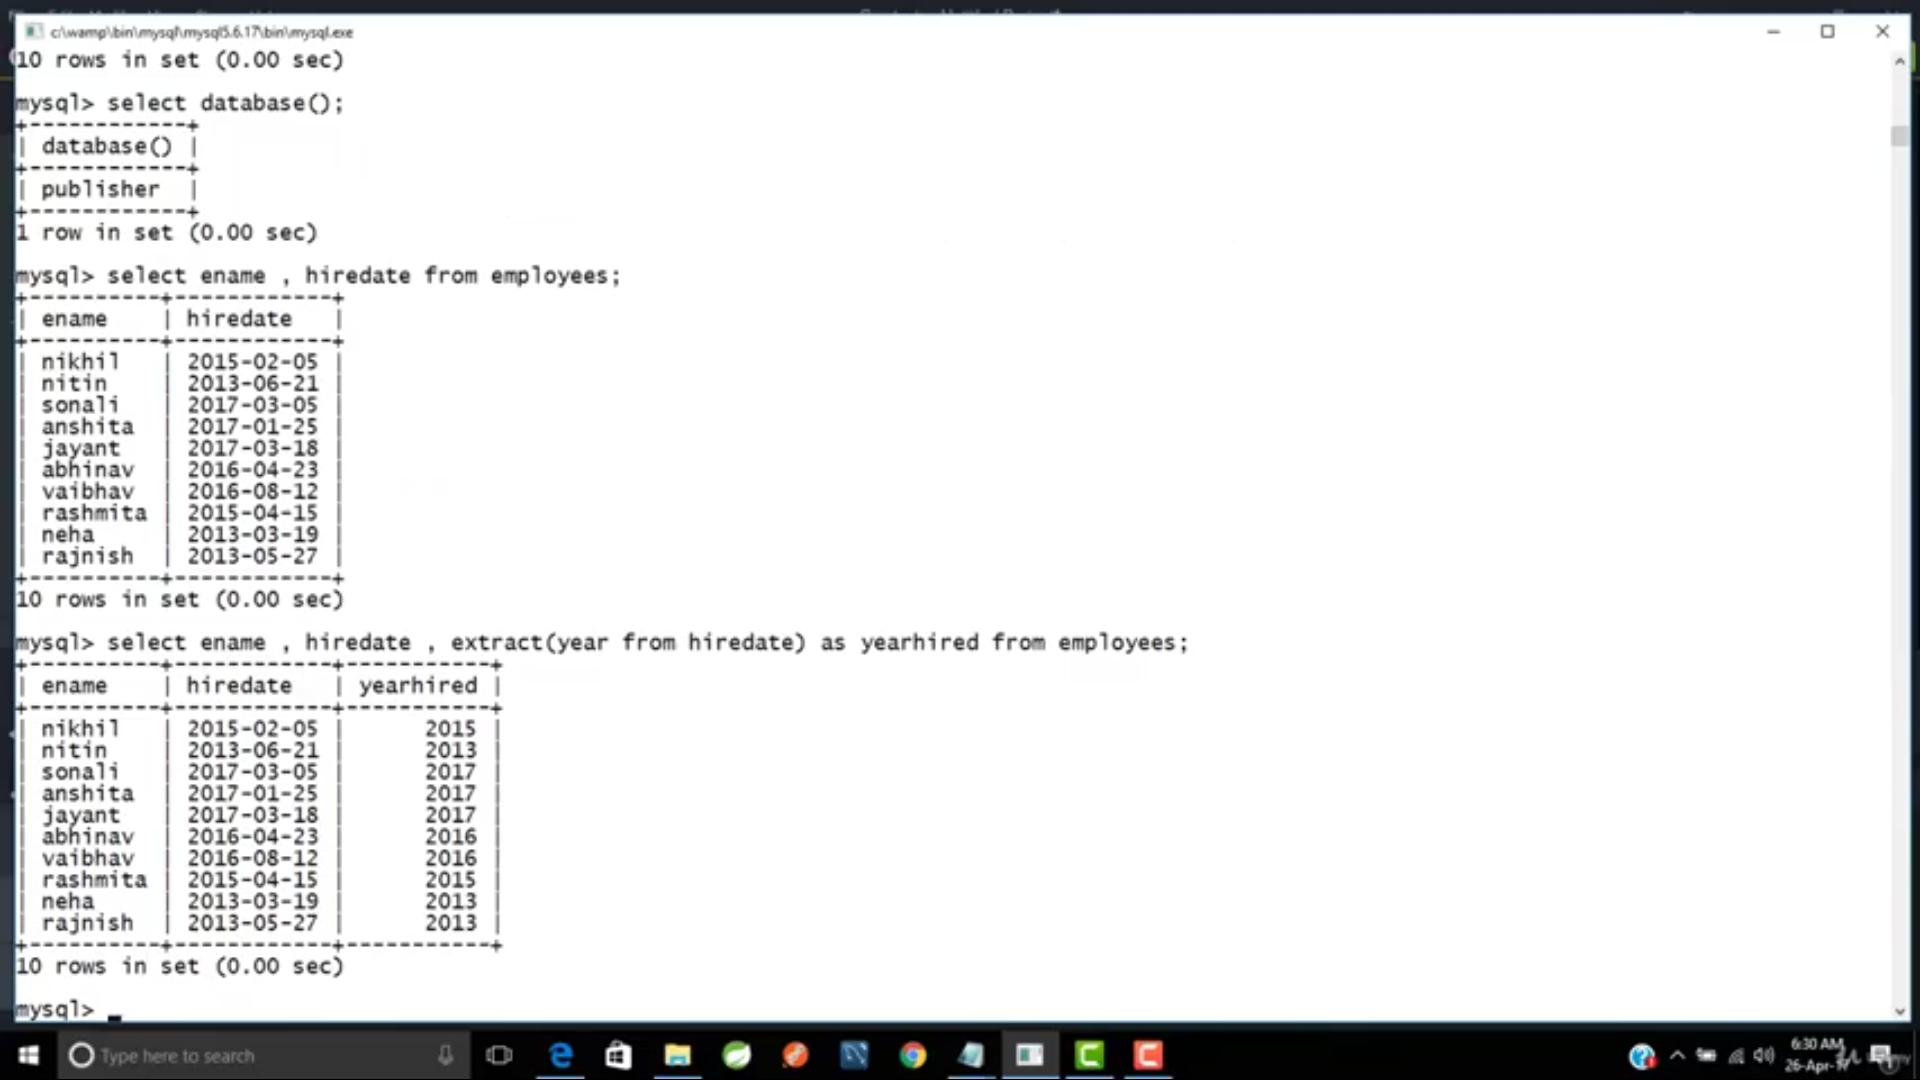 c:\wamp\bin\mysql\mysql5.6.17\bin\mysql.exe
10 rows in set (0.00 sec)
mysql> select database();
+------------+
| database() |
+------------+
| publisher  |
+------------+
1 row in set (0.00 sec)
mysql> select ename , hiredate from employees;
+----------+------------+
| ename    | hiredate   |
+----------+------------+
| nikhil   | 2015-02-05 |
| nitin    | 2013-06-21 |
| sonali   | 2017-03-05 |
| anshita  | 2017-01-25 |
| jayant   | 2017-03-18 |
| abhinav  | 2016-04-23 |
| vaibhav  | 2016-08-12 |
| rashmita | 2015-04-15 |
| neha     | 2013-03-19 |
| rajnish  | 2013-05-27 |
+----------+------------+
10 rows in set (0.00 sec)
mysql> select ename , hiredate , extract(year from hiredate) as yearhired from employees;
+----------+------------+-----------+
| ename    | hiredate   | yearhired |
+----------+------------+-----------+
| nikhil   | 2015-02-05 |      2015 |
| nitin    | 2013-06-21 |      2013 |
| sonali   | 2017-03-05 |      2017 |
| anshita  | 2017-01-25 |      2017 |
| jayant   | 2017-03-18 |      2017 |
| abhinav  | 2016-04-23 |      2016 |
| vaibhav  | 2016-08-12 |      2016 |
| rashmita | 2015-04-15 |      2015 |
| neha     | 2013-03-19 |      2013 |
| rajnish  | 2013-05-27 |      2013 |
+----------+------------+-----------+
10 rows in set (0.00 sec)
mysql>
Type here to search
6:30 AM
26-Apr-